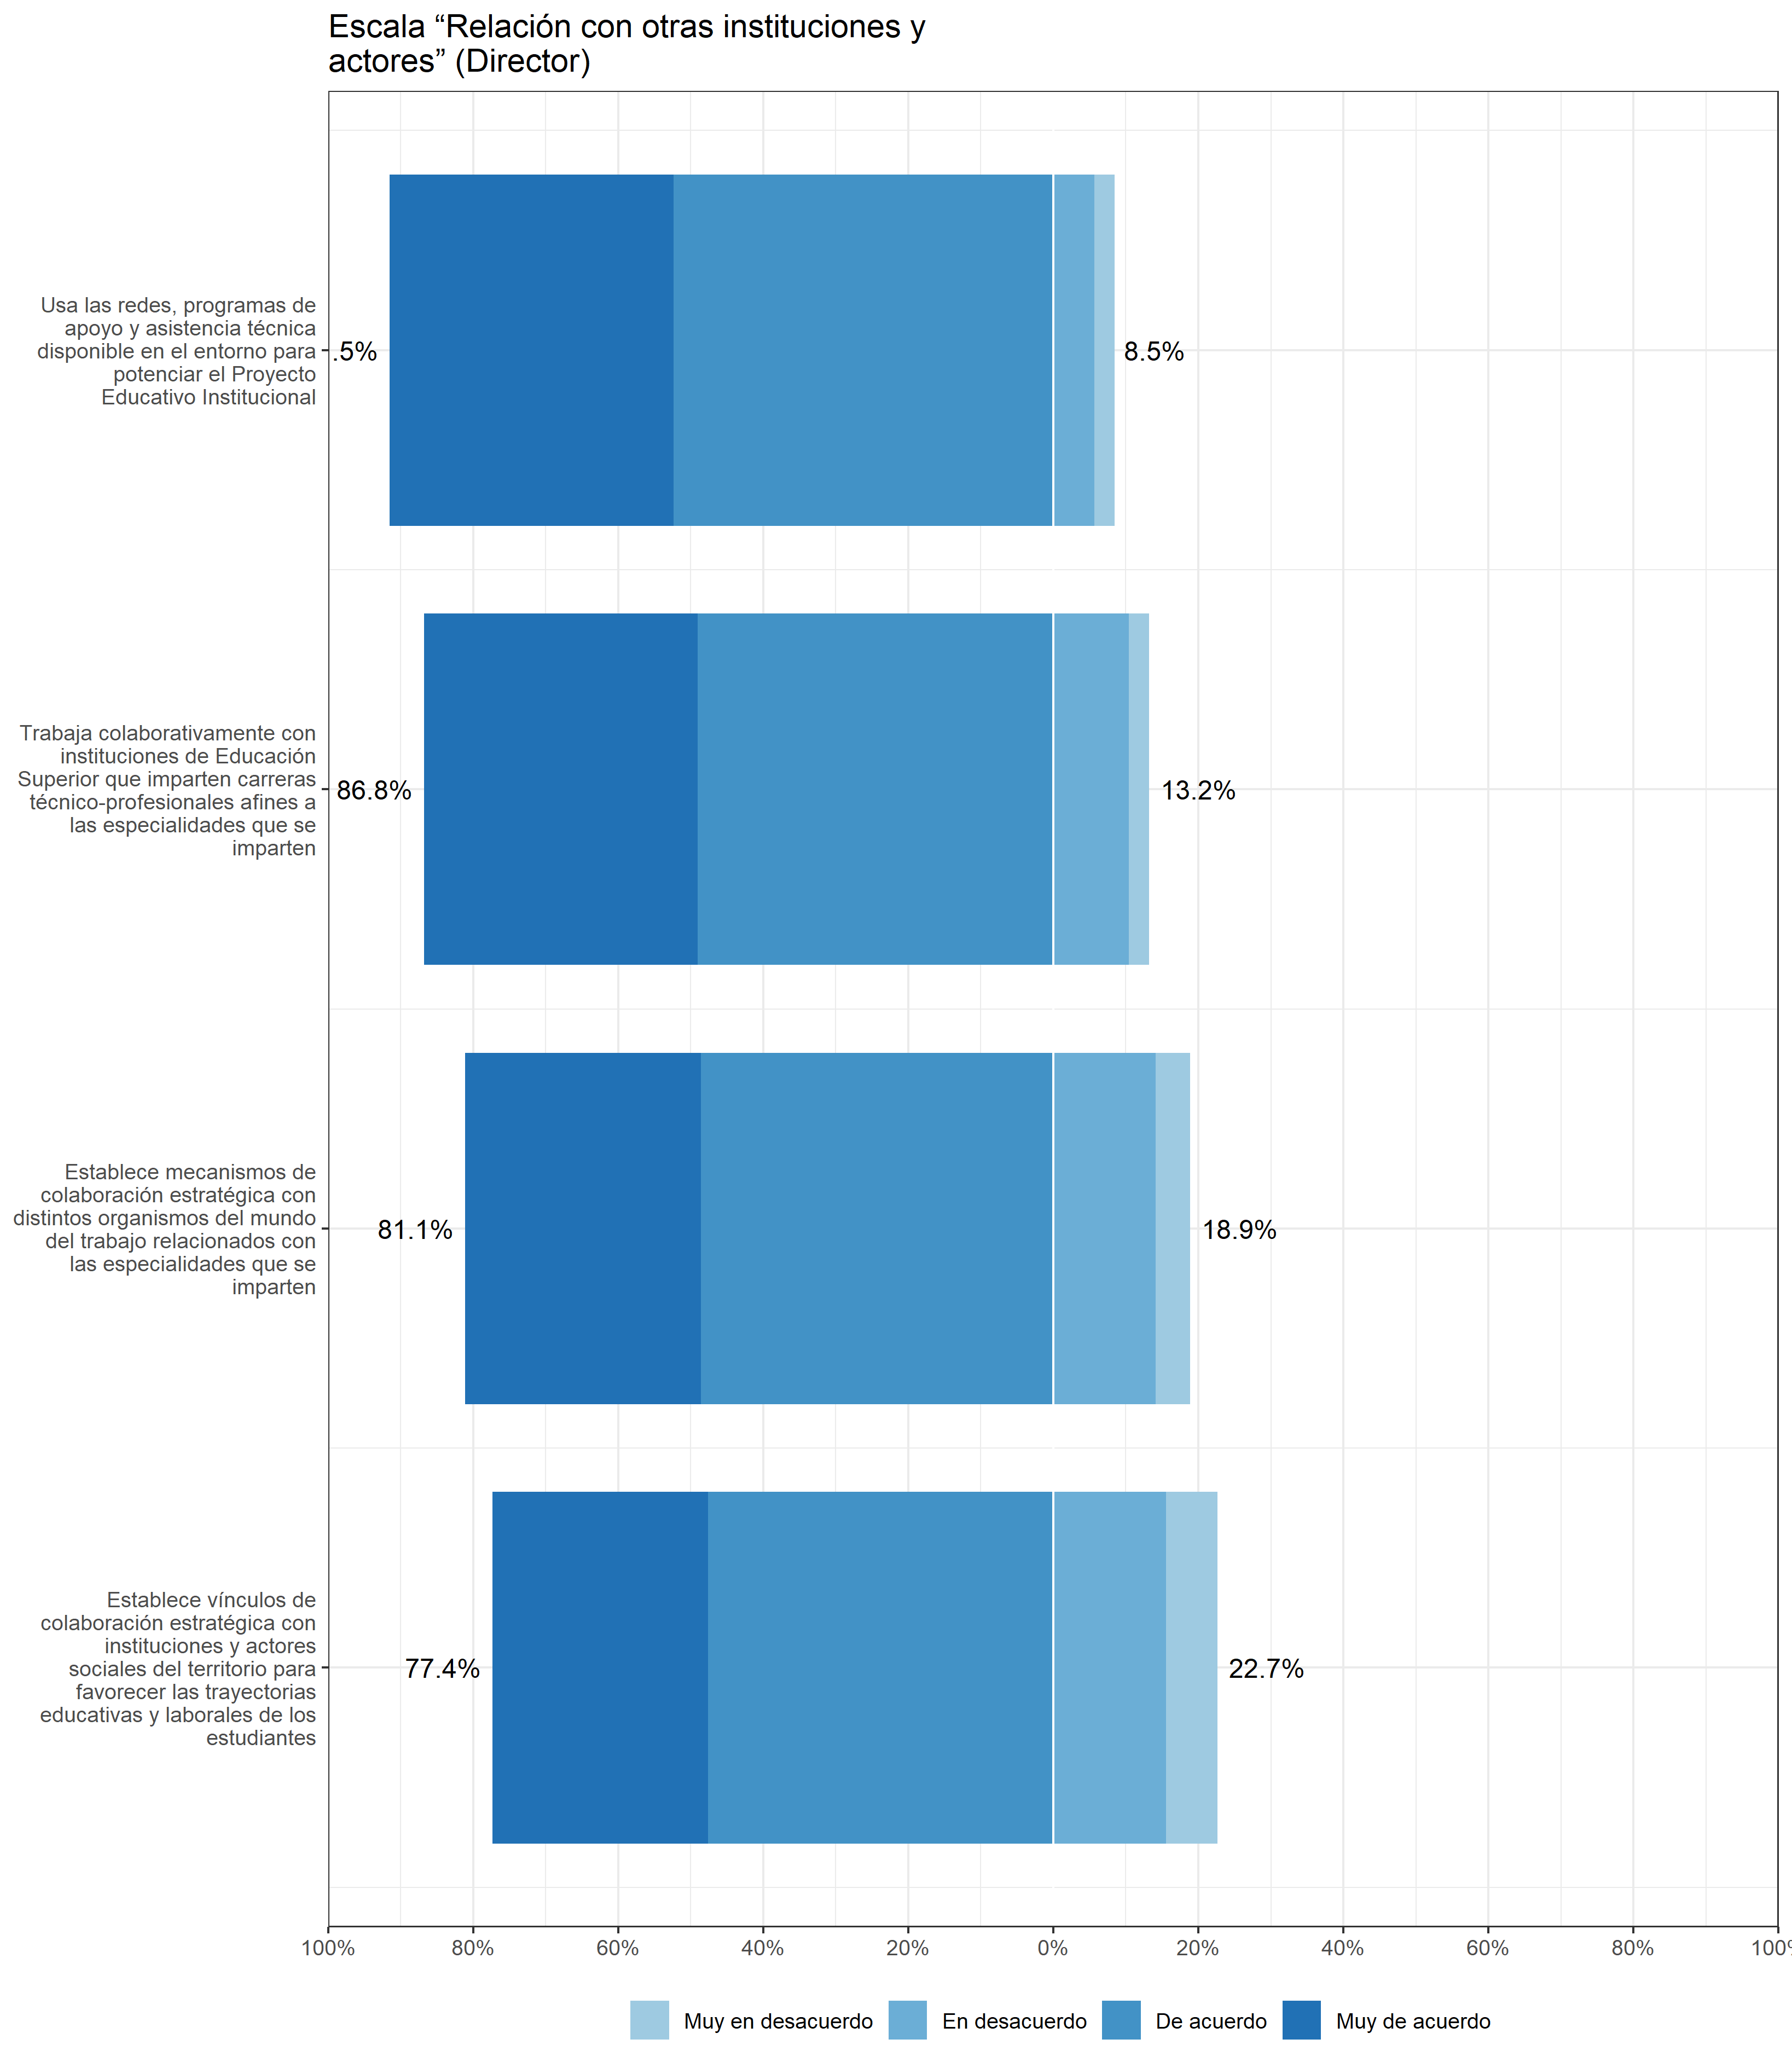 Escala “Relación con otras instituciones y
actores” (Director)
Usa las redes, programas de
apoyo y asistencia técnica
disponible en el entorno para
potenciar el Proyecto
Educativo Institucional
.5%
8.5%
Trabaja colaborativamente con
instituciones de Educación
Superior que imparten carreras
técnico-profesionales afines a
las especialidades que se
imparten
86.8%
13.2%
Establece mecanismos de
colaboración estratégica con
distintos organismos del mundo
del trabajo relacionados con
las especialidades que se
imparten
81.1%
18.9%
Establece vínculos de
colaboración estratégica con
instituciones y actores
sociales del territorio para
favorecer las trayectorias
educativas y laborales de los
estudiantes
77.4%
22.7%
100% 80% 60% 40% 20% 0% 20% 40% 60% 80% 100%
Muy en desacuerdo En desacuerdo De acuerdo Muy de acuerdo